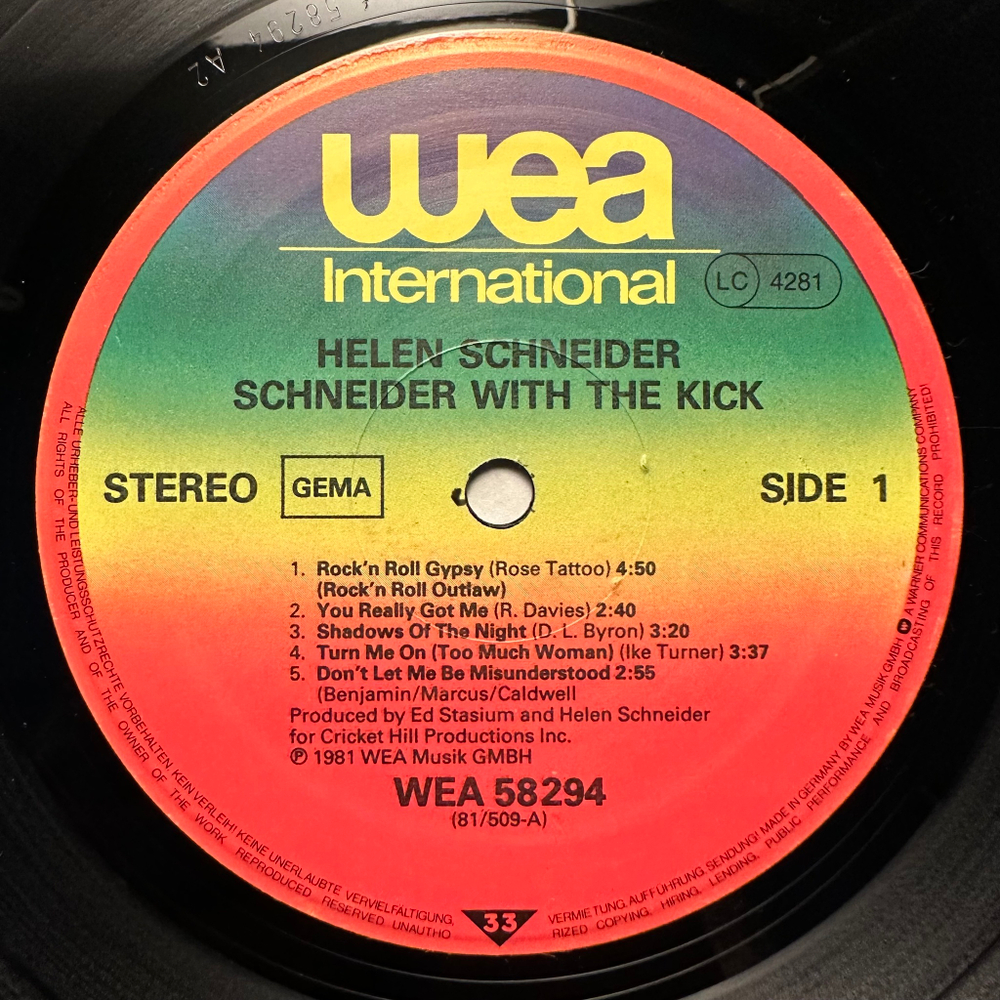 58294 A2
wea
International
LC 4281
HELEN SCHNEIDER
SCHNEIDER WITH THE KICK
STEREO GEMA SIDE 1
1. Rock'n Roll Gypsy (Rose Tattoo) 4:50
(Rock'n Roll Outlaw)
2. You Really Got Me (R. Davies) 2:40
3. Shadows Of The Night (D. L. Byron) 3:20
4. Turn Me On (Too Much Woman) (Ike Turner) 3:37
5. Don't Let Me Be Misunderstood 2:55
(Benjamin/Marcus/Caldwell
Produced by Ed Stasium and Helen Schneider
for Cricket Hill Productions Inc.
℗ 1981 WEA Musik GMBH
WEA 58294
(81/509-A)
33
ALLE URHEBER- UND LEISTUNGSSCHUTZRECHTE VORBEHALTEN KEIN VERLEIH! KEINE UNERLAUBTE VERVIELFÄLTIGUNG, VERMIETUNG, AUFFÜHRUNG, SENDUNG! MADE IN GERMANY BY WEA MUSIK GMBH A WARNER COMMUNICATIONS COMPANY
ALL RIGHTS OF THE PRODUCER AND OF THE OWNER OF THE WORK REPRODUCED RESERVED UNAUTHORIZED COPYING, HIRING, LENDING, PUBLIC PERFORMANCE AND BROADCASTING OF THIS RECORD PROHIBITED!